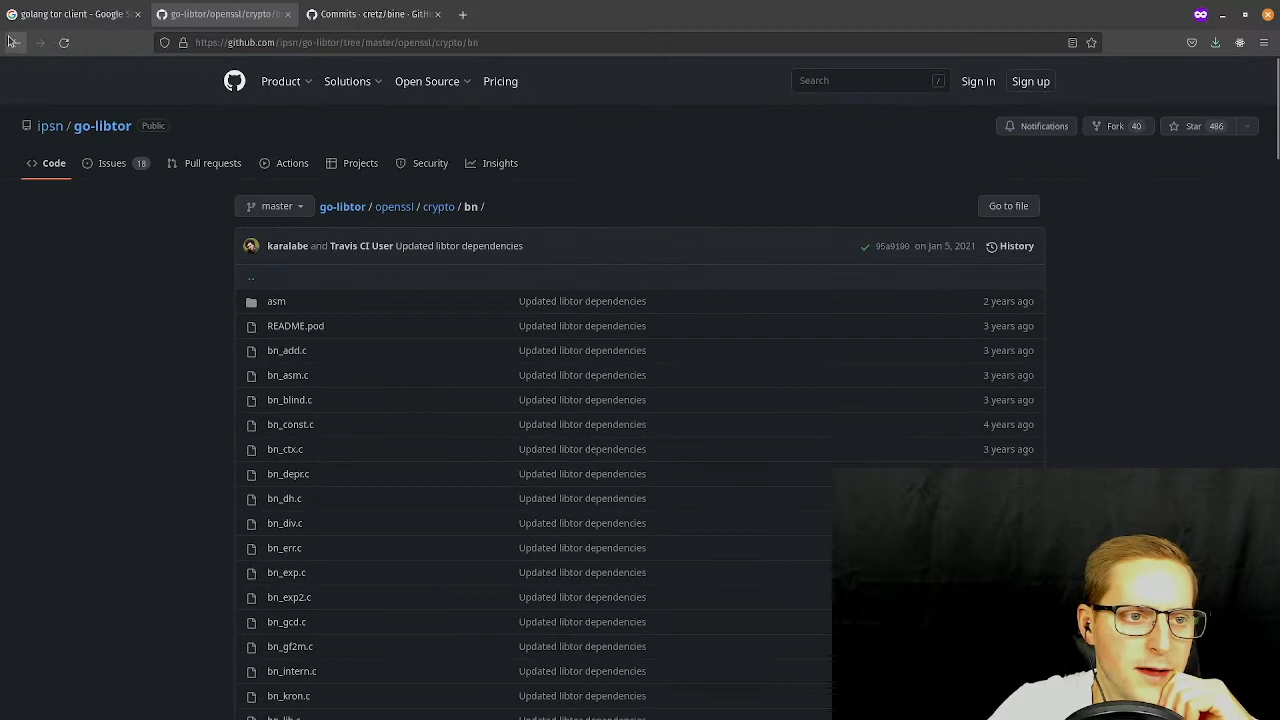 golang tor client - Google S
go-libtor/openssl/crypto/b
Commits · cretz/bine · GitH
https://github.com/ipsn/go-libtor/tree/master/openssl/crypto/bn
Product
Solutions
Open Source
Pricing
Search
/
Sign in
Sign up
ipsn / go-libtor
Public
Notifications
Fork 40
Star 486
<> Code
Issues 18
Pull requests
Actions
Projects
Security
Insights
master
go-libtor / openssl / crypto / bn /
Go to file
karalabe and Travis CI User Updated libtor dependencies
95a9190 on Jan 5, 2021
History
..
asm Updated libtor dependencies 2 years ago
README.pod Updated libtor dependencies 3 years ago
bn_add.c Updated libtor dependencies 3 years ago
bn_asm.c Updated libtor dependencies 3 years ago
bn_blind.c Updated libtor dependencies 3 years ago
bn_const.c Updated libtor dependencies 4 years ago
bn_ctx.c Updated libtor dependencies 3 years ago
bn_depr.c Updated libtor dependencies
bn_dh.c Updated libtor dependencies
bn_div.c Updated libtor dependencies
bn_err.c Updated libtor dependencies
bn_exp.c Updated libtor dependencies
bn_exp2.c Updated libtor dependencies
bn_gcd.c Updated libtor dependencies
bn_gf2m.c Updated libtor dependencies
bn_intern.c Updated libtor dependencies
bn_kron.c Updated libtor dependencies